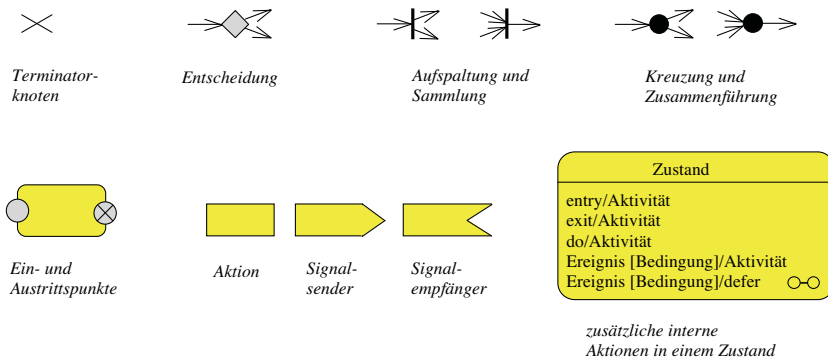 Terminator-
knoten
Entscheidung
Aufspaltung und
Sammlung
Kreuzung und
Zusammenführung
Zustand
entry/Aktivität
exit/Aktivität
do/Aktivität
Ereignis [Bedingung]/Aktivität
Ereignis [Bedingung]/defer
Ein- und
Austrittspunkte
Aktion
Signal-
sender
Signal-
empfänger
zusätzliche interne
Aktionen in einem Zustand